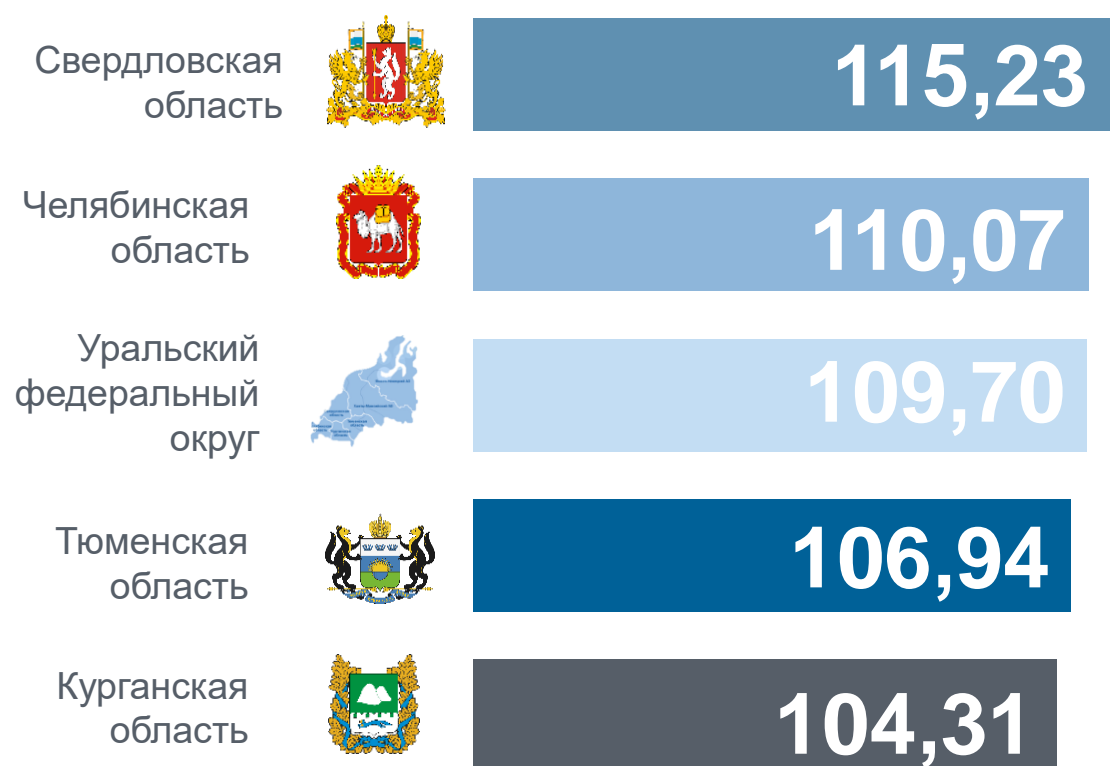 Свердловская
область
115,23
Челябинская
область
110,07
Уральский
федеральный
округ
109,70
Тюменская
область
106,94
Курганская
область
104,31